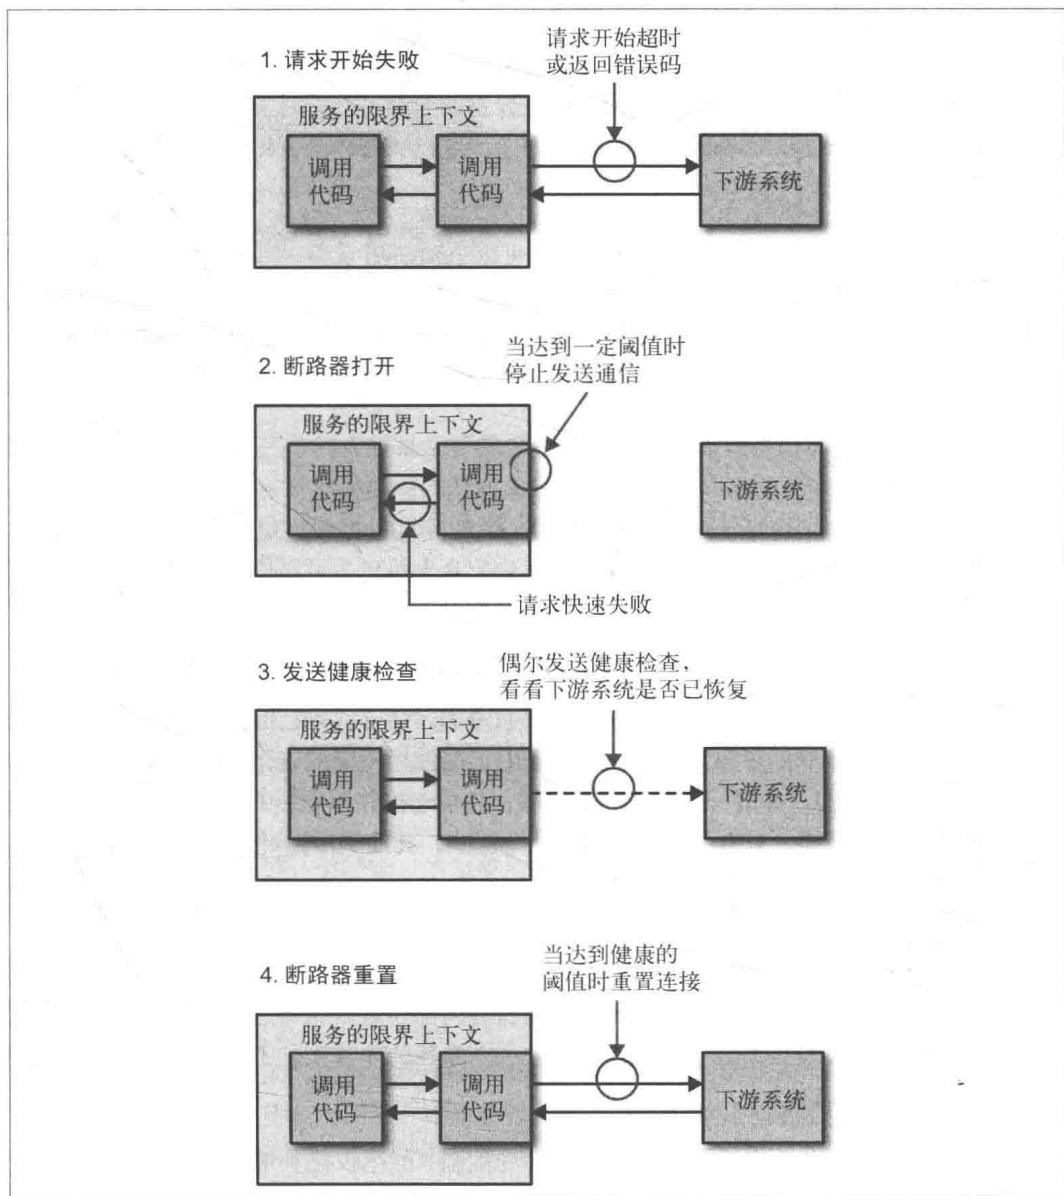 1. 请求开始失败
请求开始超时
或返回错误码
服务的限界上下文
调用
代码
调用
代码
下游系统
2. 断路器打开
当达到一定阈值时
停止发送通信
服务的限界上下文
调用
代码
调用
代码
下游系统
请求快速失败
3. 发送健康检查
偶尔发送健康检查，
看看下游系统是否已恢复
服务的限界上下文
调用
代码
调用
代码
下游系统
4. 断路器重置
当达到健康的
阈值时重置连接
服务的限界上下文
调用
代码
调用
代码
下游系统